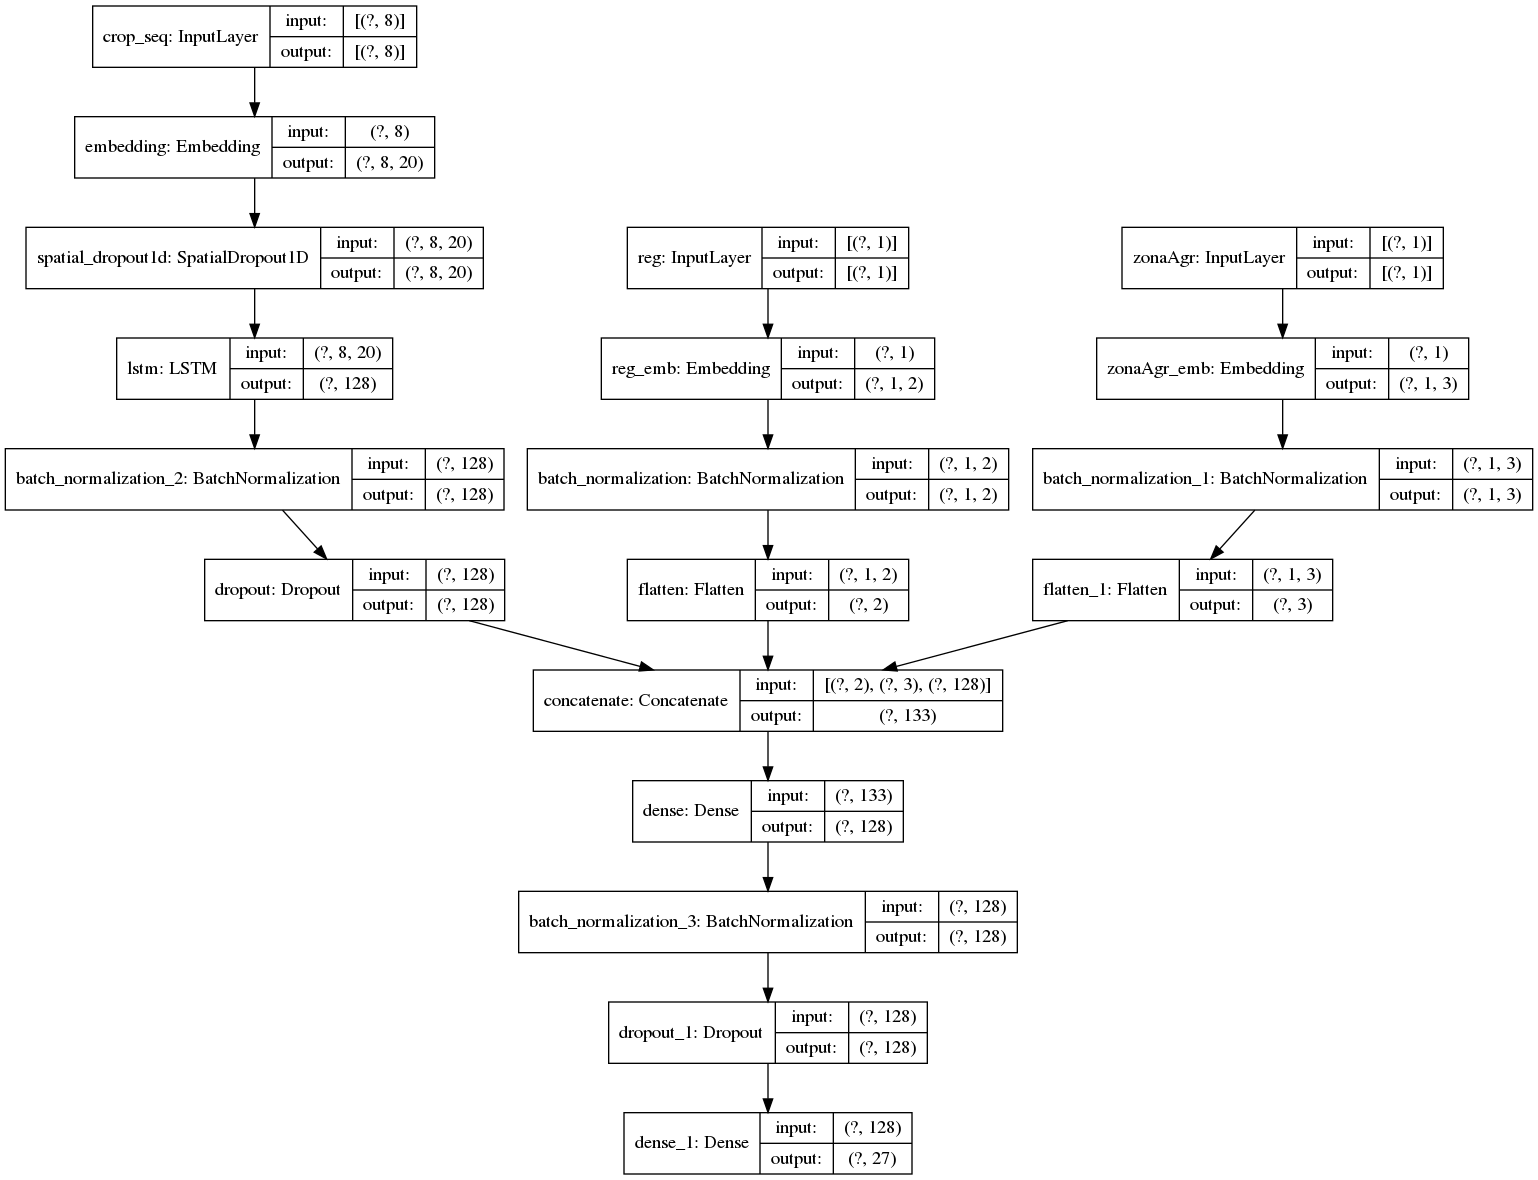 crop_seq: InputLayer
input:
[(?, 8)]
output:
[(?, 8)]
embedding: Embedding
input:
(?, 8)
output:
(?, 8, 20)
spatial_dropout1d: SpatialDropout1D
input:
(?, 8, 20)
output:
(?, 8, 20)
reg: InputLayer
input:
[(?, 1)]
output:
[(?, 1)]
zonaAgr: InputLayer
input:
[(?, 1)]
output:
[(?, 1)]
lstm: LSTM
input:
(?, 8, 20)
output:
(?, 128)
reg_emb: Embedding
input:
(?, 1)
output:
(?, 1, 2)
zonaAgr_emb: Embedding
input:
(?, 1)
output:
(?, 1, 3)
batch_normalization_2: BatchNormalization
input:
(?, 128)
output:
(?, 128)
batch_normalization: BatchNormalization
input:
(?, 1, 2)
output:
(?, 1, 2)
batch_normalization_1: BatchNormalization
input:
(?, 1, 3)
output:
(?, 1, 3)
dropout: Dropout
input:
(?, 128)
output:
(?, 128)
flatten: Flatten
input:
(?, 1, 2)
output:
(?, 2)
flatten_1: Flatten
input:
(?, 1, 3)
output:
(?, 3)
concatenate: Concatenate
input:
[(?, 2), (?, 3), (?, 128)]
output:
(?, 133)
dense: Dense
input:
(?, 133)
output:
(?, 128)
batch_normalization_3: BatchNormalization
input:
(?, 128)
output:
(?, 128)
dropout_1: Dropout
input:
(?, 128)
output:
(?, 128)
dense_1: Dense
input:
(?, 128)
output:
(?, 27)